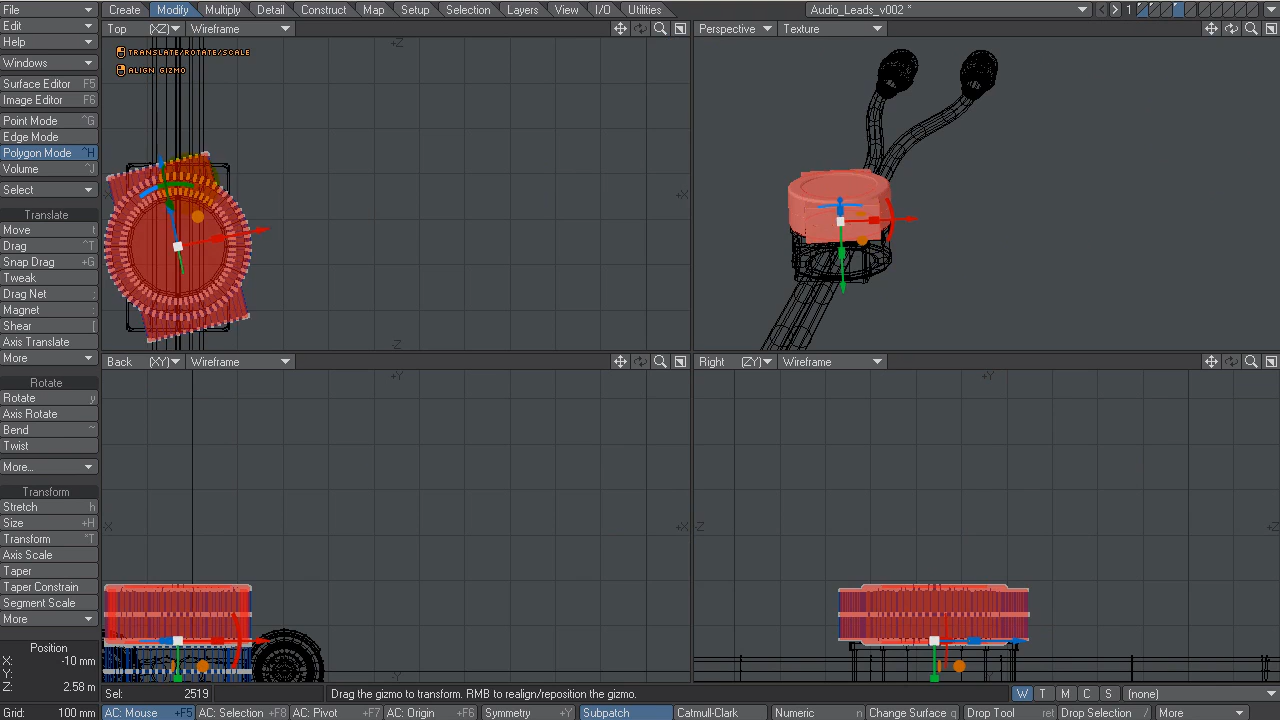 File
Edit
Help
Windows
Surface Editor F5
Image Editor F6
Point Mode ^G
Edge Mode
Polygon Mode ^H
Volume ^J
Select
Translate
Move t
Drag ^T
Snap Drag +G
Tweak
Drag Net ;
Magnet :
Shear [
Axis Translate
More
Rotate
Rotate y
Axis Rotate
Bend ~
Twist
More...
Transform
Stretch h
Size +H
Transform *T
Axis Scale
Taper
Taper Constrain
Segment Scale
More
Position
X: -10 mm
Y:
Z: 2.58 m
Grid: 100 mm
Create Modify Multiply Detail Construct Map Setup Selection Layers View I/O Utilities Audio_Leads_v002 * 1
Top (XZ) Wireframe
TRANSLATE/ROTATE/SCALE
ALIGN GIZMO
+Z
+X
-Z
Perspective Texture
Back (XY) Wireframe
+Y
-X
+X
-Y
Right (ZY) Wireframe
+Y
-Z
+Z
-Y
Sel: 2519 Drag the gizmo to transform. RMB to realign/reposition the gizmo. W T M C S (none)
AC: Mouse +F5 AC: Selection +F8 AC: Pivot +F7 AC: Origin +F6 Symmetry +Y Subpatch Catmull-Clark Numeric n Change Surface q Drop Tool ret Drop Selection / More